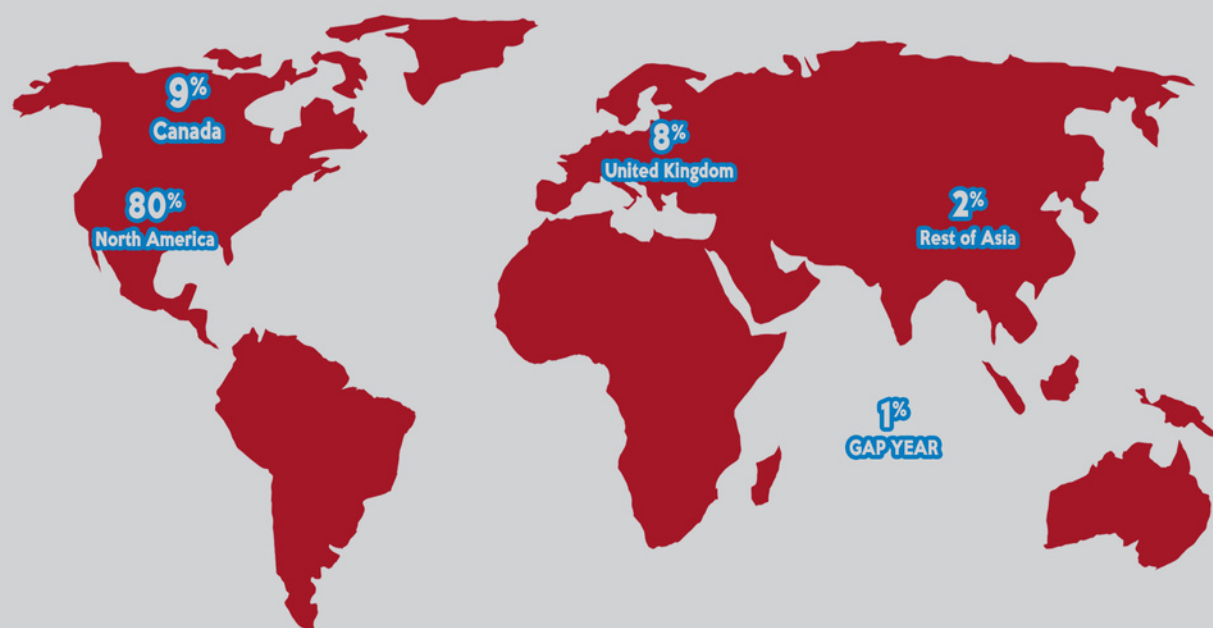 9%
Canada
80%
North America
8%
United Kingdom
2%
Rest of Asia
1%
GAP YEAR